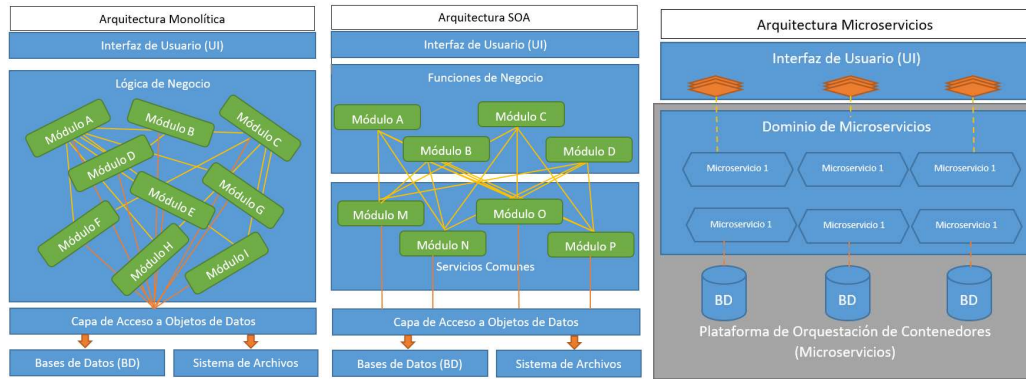 Arquitectura Monolítica
Interfaz de Usuario (UI)
Lógica de Negocio
Módulo A
Módulo B
Módulo C
Módulo D
Módulo E
Módulo G
Módulo F
Módulo H
Módulo I
Capa de Acceso a Objetos de Datos
Bases de Datos (BD)
Sistema de Archivos
Arquitectura SOA
Interfaz de Usuario (UI)
Funciones de Negocio
Módulo A
Módulo C
Módulo B
Módulo D
Módulo M
Módulo O
Módulo N
Módulo P
Servicios Comunes
Capa de Acceso a Objetos de Datos
Bases de Datos (BD)
Sistema de Archivos
Arquitectura Microservicios
Interfaz de Usuario (UI)
Dominio de Microservicios
Microservicio 1
Microservicio 1
Microservicio 1
Microservicio 1
Microservicio 1
Microservicio 1
BD
BD
BD
Plataforma de Orquestación de Contenedores
(Microservicios)